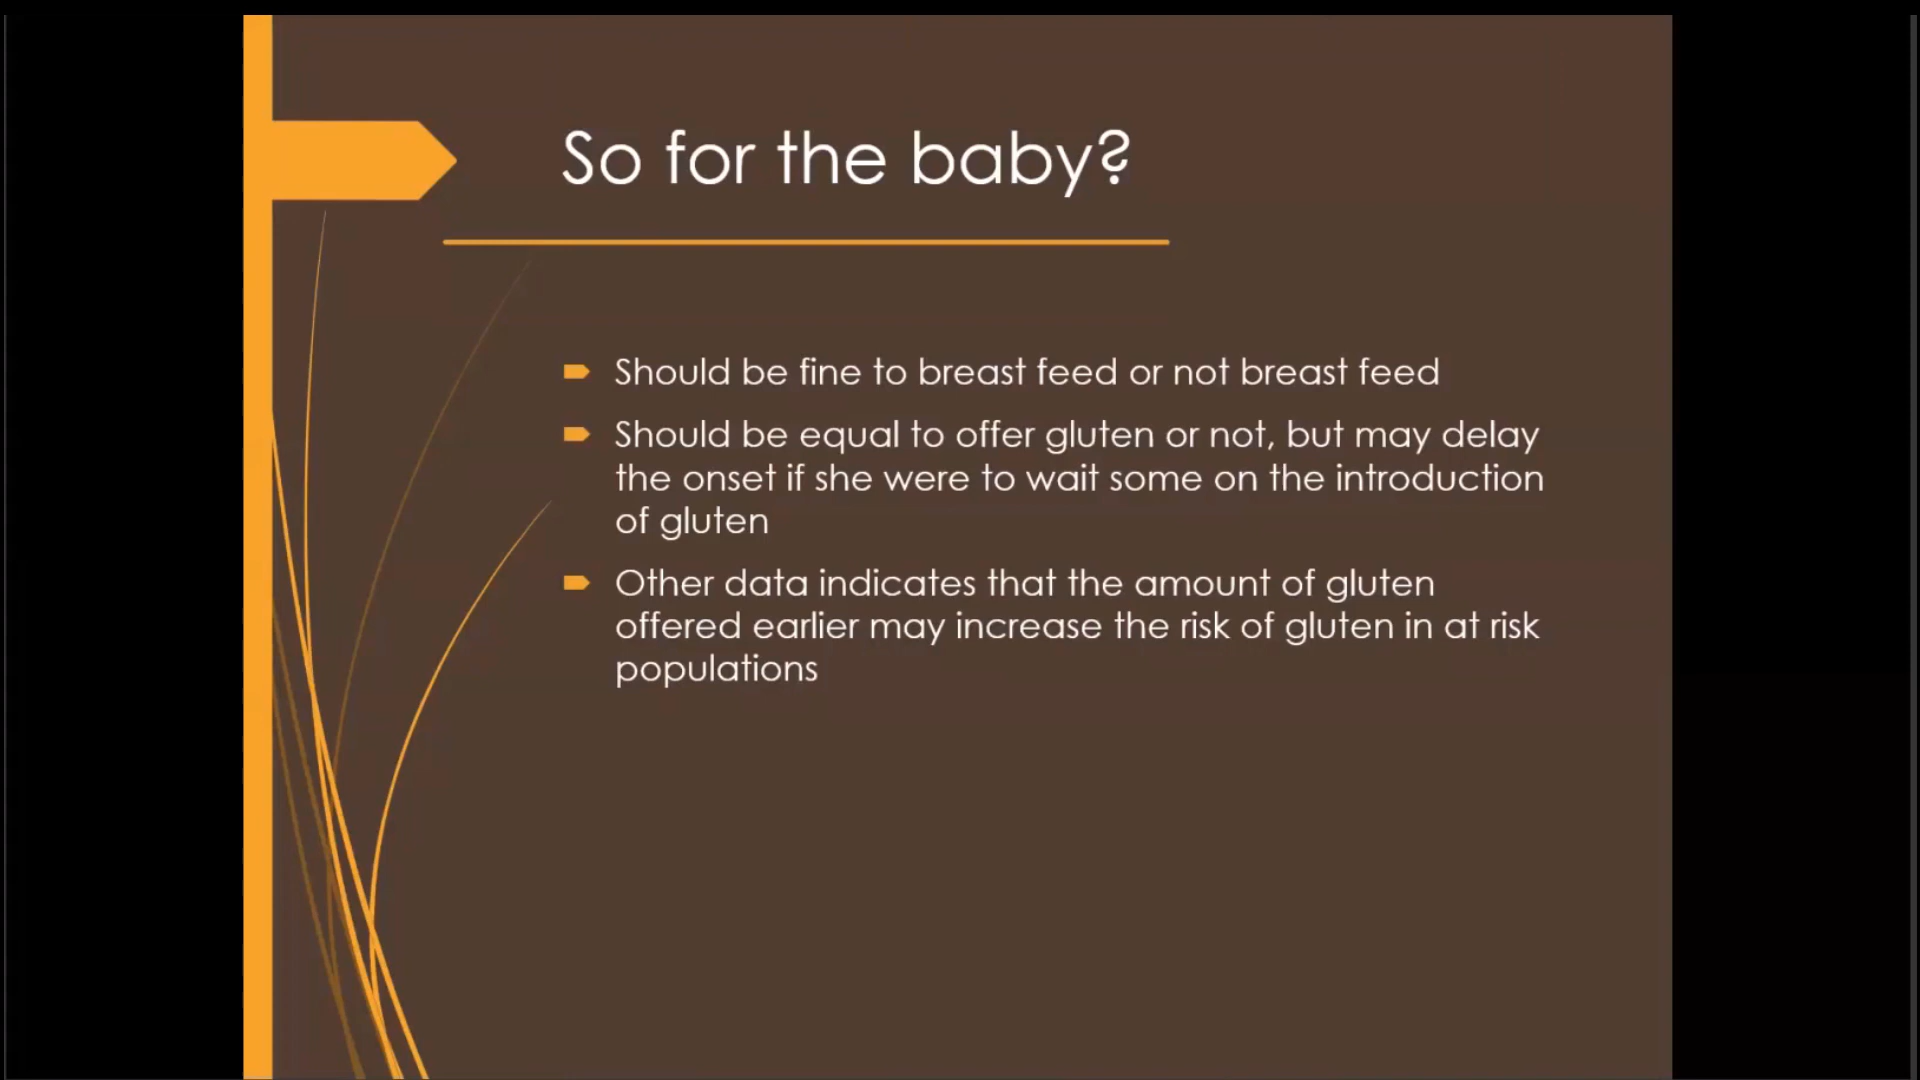 So for the baby?
Should be fine to breast feed or not breast feed
Should be equal to offer gluten or not, but may delay
the onset if she were to wait some on the introduction
of gluten
Other data indicates that the amount of gluten
offered earlier may increase the risk of gluten in at risk
populations